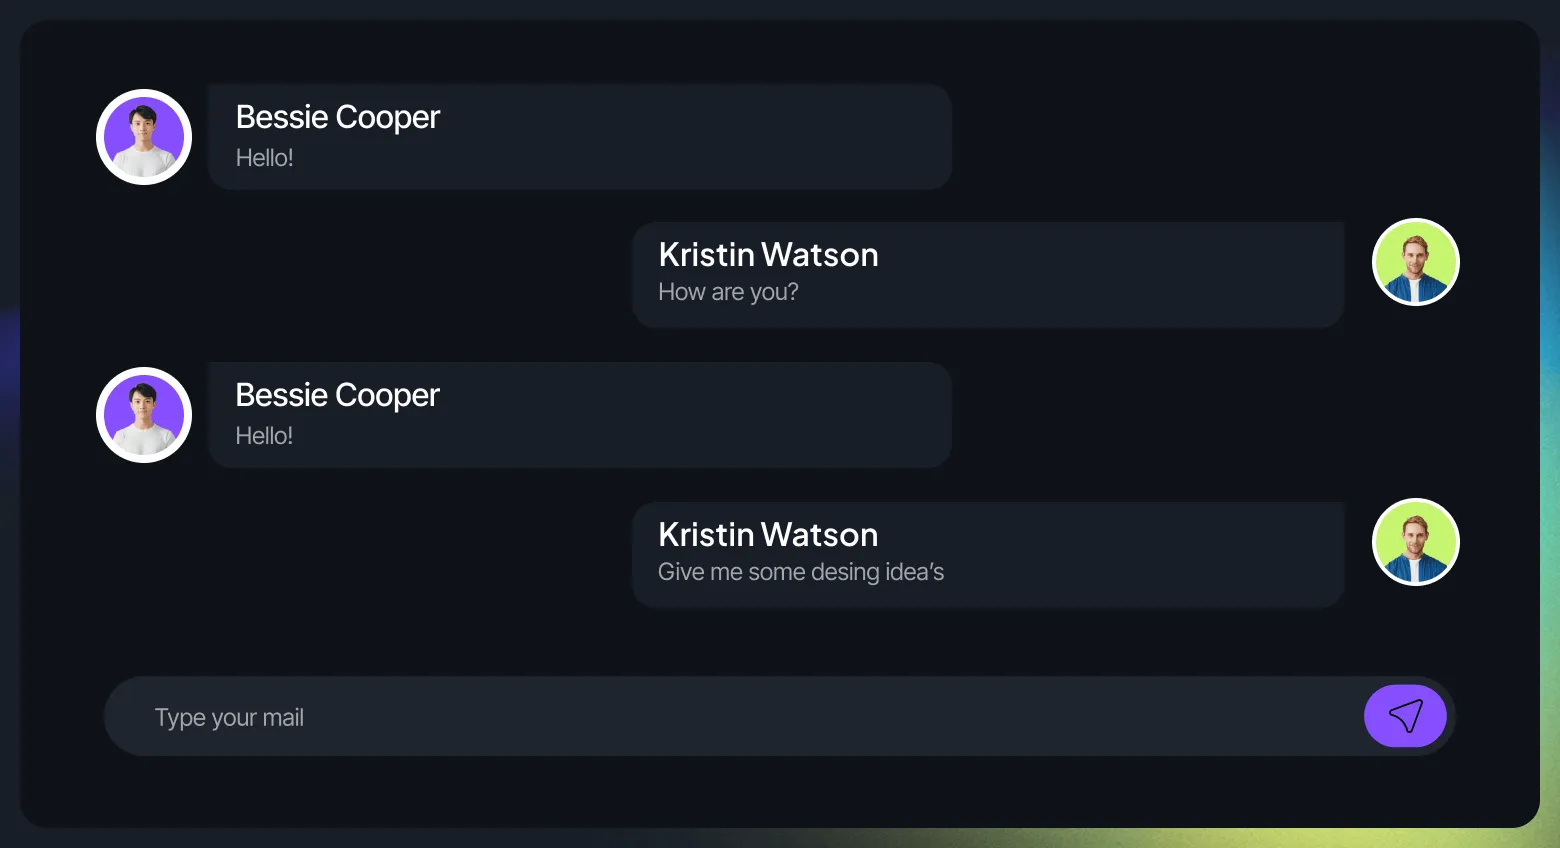 Bessie Cooper
Hello!
Kristin Watson
How are you?
Bessie Cooper
Hello!
Kristin Watson
Give me some desing idea’s
Type your mail